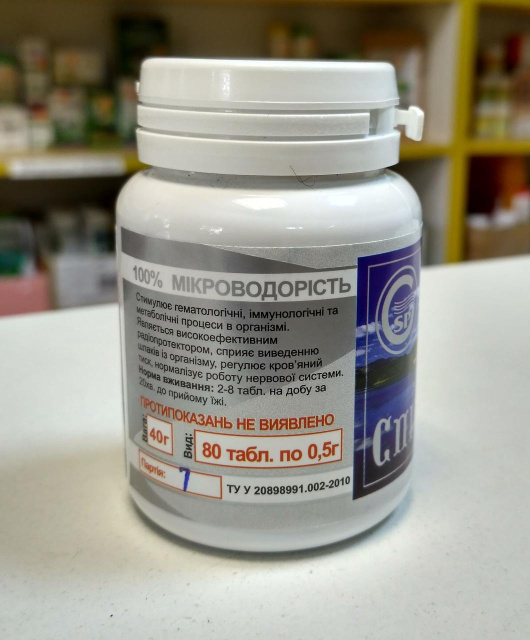 100% МІКРОВОДОРІСТЬ
Стимулює гематологічні, іммунологічні та
метаболічні процеси в організмі.
Являється високоефективним
радіопротектором, сприяє виведенню
шлаків із організму, регулює кров'яний
тиск, нормалізує роботу нервової системи.
Норма вживання: 2-8 табл. на добу за
20хв. до прийому їжі.
ПРОТИПОКАЗАНЬ НЕ ВИЯВЛЕНО
Вага: 40г Вид: 80 табл. по 0,5г
Партія: 7 ТУ У 20898991.002-2010